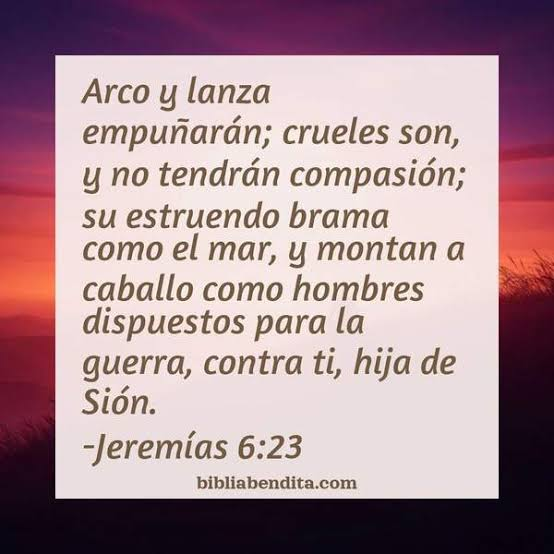 Arco y lanza
empuñarán; crueles son,
y no tendrán compasión;
su estruendo brama
como el mar, y montan a
caballo como hombres
dispuestos para la
guerra, contra ti, hija de
Sión.
-Jeremías 6:23
bibliabendita.com